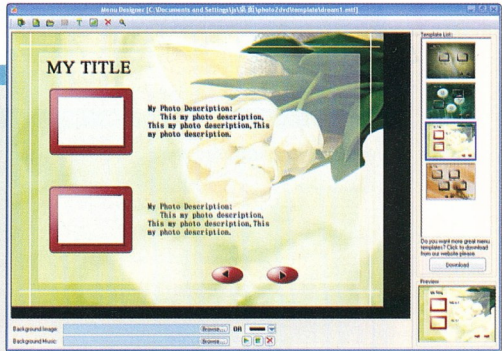 Menu Designer [C:\Documents and Settings\jx\桌面\photo2dvd\template\dream1.mtf]
Template List:
MY TITLE
My Photo Description:
This my photo description,
This my photo description,This
my photo description.
My Photo Description:
This my photo description,
This my photo description,This
my photo description.
Do you want more great menu
templates? Click to download
from our website please.
Download
Preview
Background Image:
Browse...
OR
Background Music:
Browse...